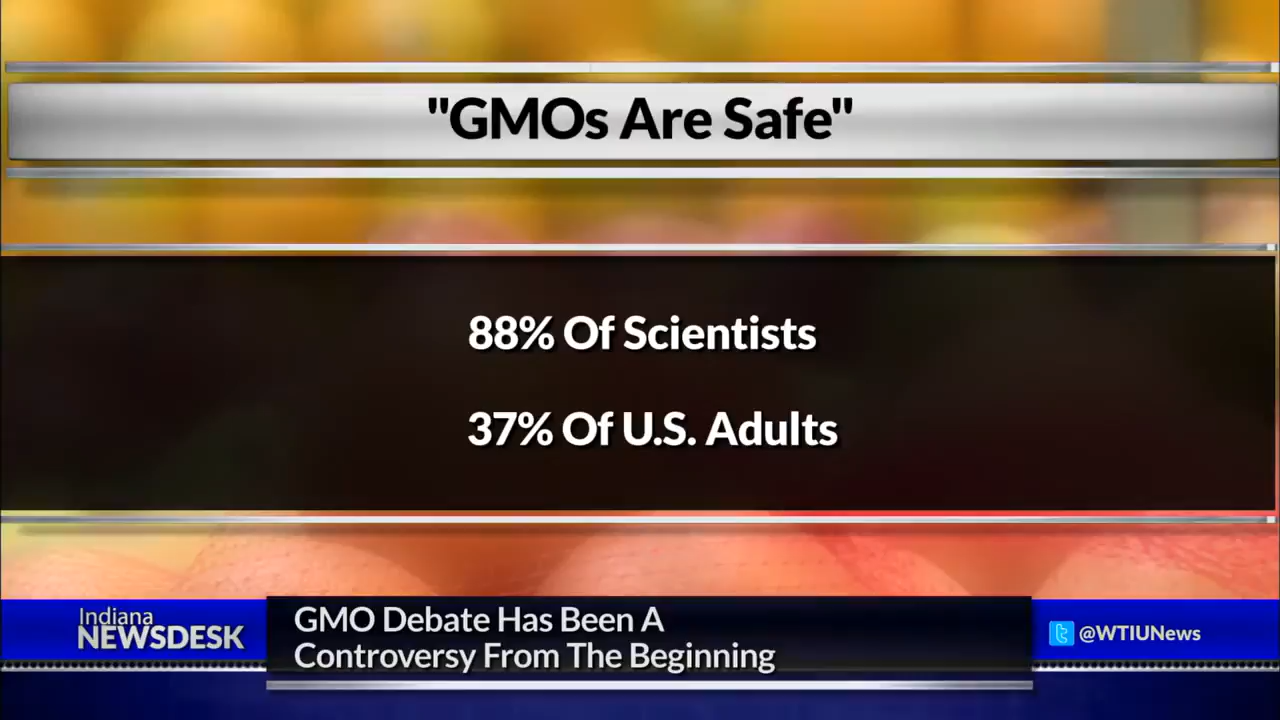 "GMOs Are Safe"
88% Of Scientists
37% Of U.S. Adults
Indiana
NEWSDESK
GMO Debate Has Been A
Controversy From The Beginning
@WTIUNews